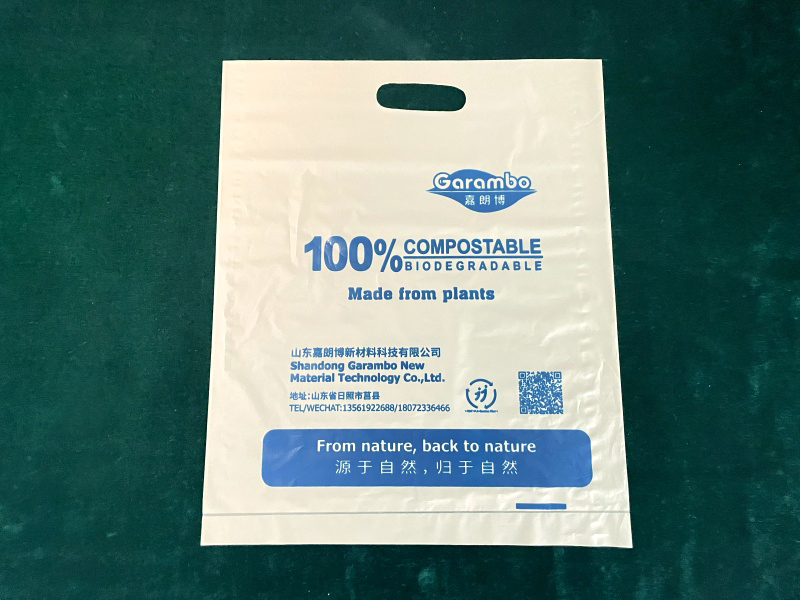 Garambo
嘉朗博
100% COMPOSTABLE
BIODEGRADABLE
Made from plants
山东嘉朗博新材料科技有限公司
Shandong Garambo New
Material Technology Co.,Ltd.
地址:山东省日照市莒县
TEL/WECHAT:13561922688/18072336466
From nature, back to nature
源于自然,归于自然